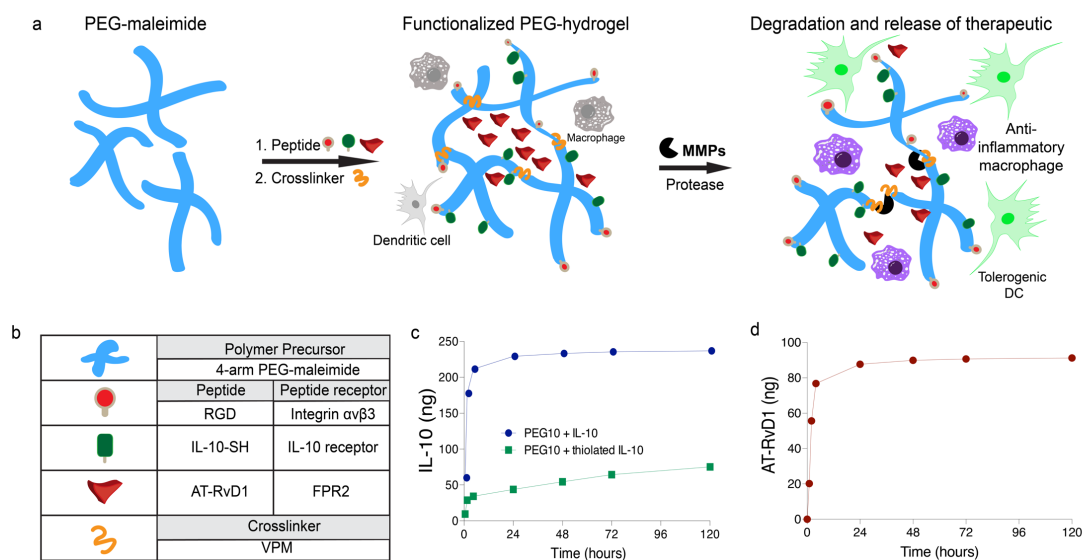 a
PEG-maleimide
Functionalized PEG-hydrogel
Degradation and release of therapeutic
1. Peptide
2. Crosslinker
Macrophage
Dendritic cell
MMPs
Protease
Anti-
inflammatory
macrophage
Tolerogenic
DC
b
Polymer Precursor
4-arm PEG-maleimide
Peptide Peptide receptor
RGD Integrin αvβ3
IL-10-SH IL-10 receptor
AT-RvD1 FPR2
Crosslinker
VPM
c
IL-10 (ng)
250
200
150
100
50
0
PEG10 + IL-10
PEG10 + thiolated IL-10
0 24 48 72 96 120
Time (hours)
d
AT-RvD1 (ng)
100
80
60
40
20
0
0 24 48 72 96 120
Time (hours)